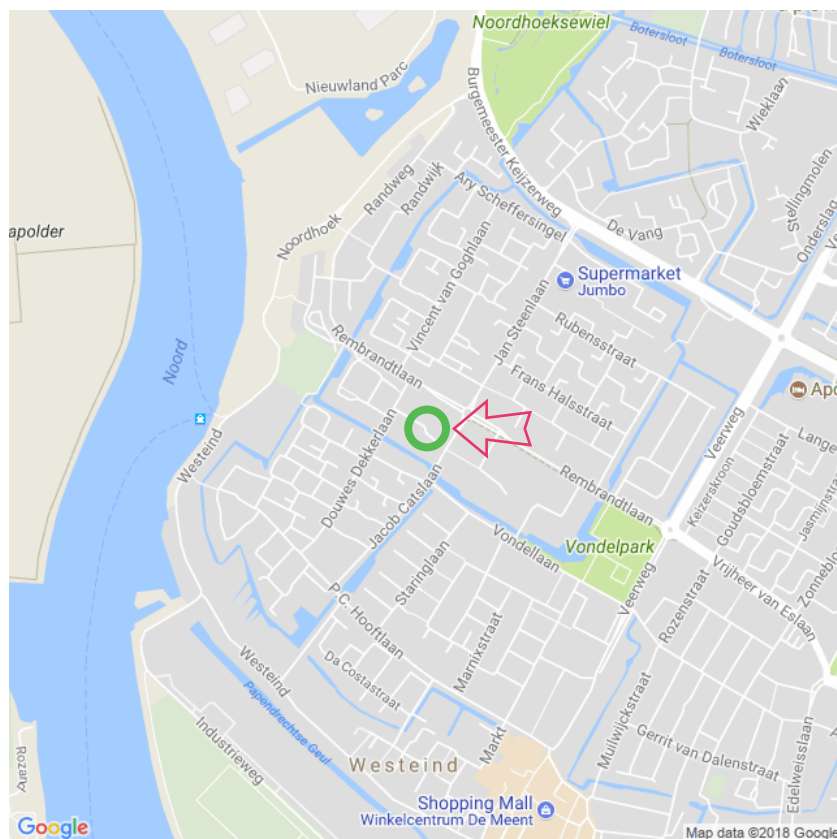 Noordhoeksewiel
Botersloot
Botersloot
Nieuwland Parc
Burgemeester Keijzerweg
Wieklaan
Stellingmolen
Onderslag
Randweg
Randwijk
Ary Scheffersingel
De Vang
Noordhoek
apolder
Vincent van Goghlaan
Supermarket
Jumbo
Jan Steenlaan
Rubensstraat
Noord
Rembrandtlaan
Frans Halsstraat
Veerweg
Apo
Westeind
Douwes Dekkerlaan
Lange
Keizerskroon
Goudsbloemstraat
Jasmijnstra
Jacob Catslaan
Rembrandtlaan
Vondellaan
Vondelpark
Zonneblo
Vrijheer van Eslaan
Staringlaan
Veerweg
Rozenstraat
P.C. Hooftlaan
Marnixstraat
Westeind
Da Costastraat
Papendrechtse Geul
Muilwijckstraat
Industrieweg
Markt
Gerrit van Dalenstraat
Edelweisslaan
Westeind
Rozany
Shopping Mall
Winkelcentrum De Meent
Google
Map data ©2018 Google